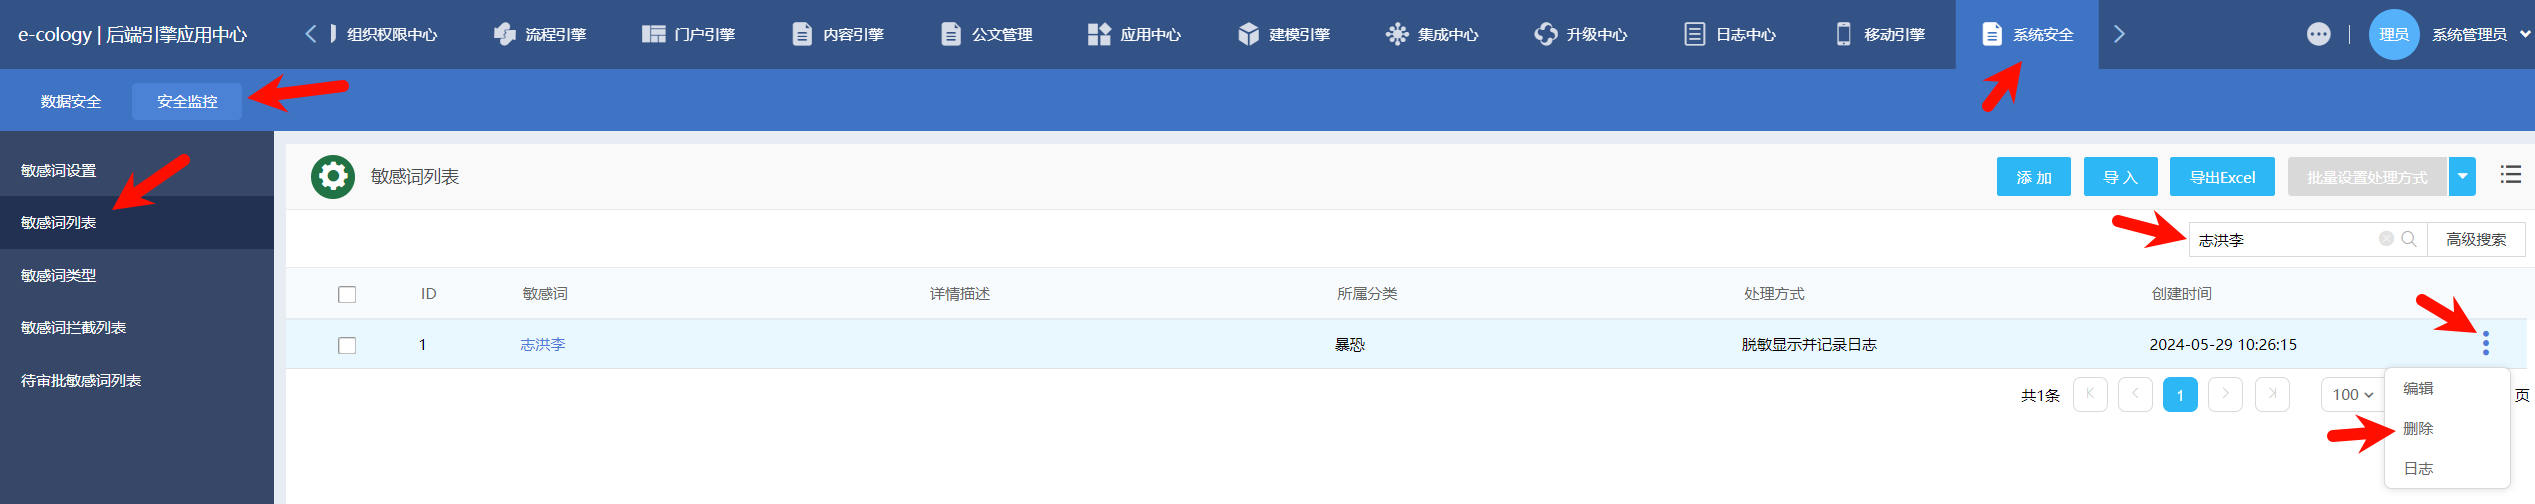 e-cology | 后端引擎应用中心
组织权限中心
流程引擎
门户引擎
内容引擎
公文管理
应用中心
建模引擎
集成中心
升级中心
日志中心
移动引擎
系统安全
理员
系统管理员
数据安全
安全监控
敏感词设置
敏感词列表
敏感词类型
敏感词拦截列表
待审批敏感词列表
敏感词列表
添 加
导 入
导出Excel
批量设置处理方式
志洪李
高级搜索
ID
敏感词
详情描述
所属分类
处理方式
创建时间
1
志洪李
暴恐
脱敏显示并记录日志
2024-05-29 10:26:15
共1条
1
100
页
编辑
删除
日志